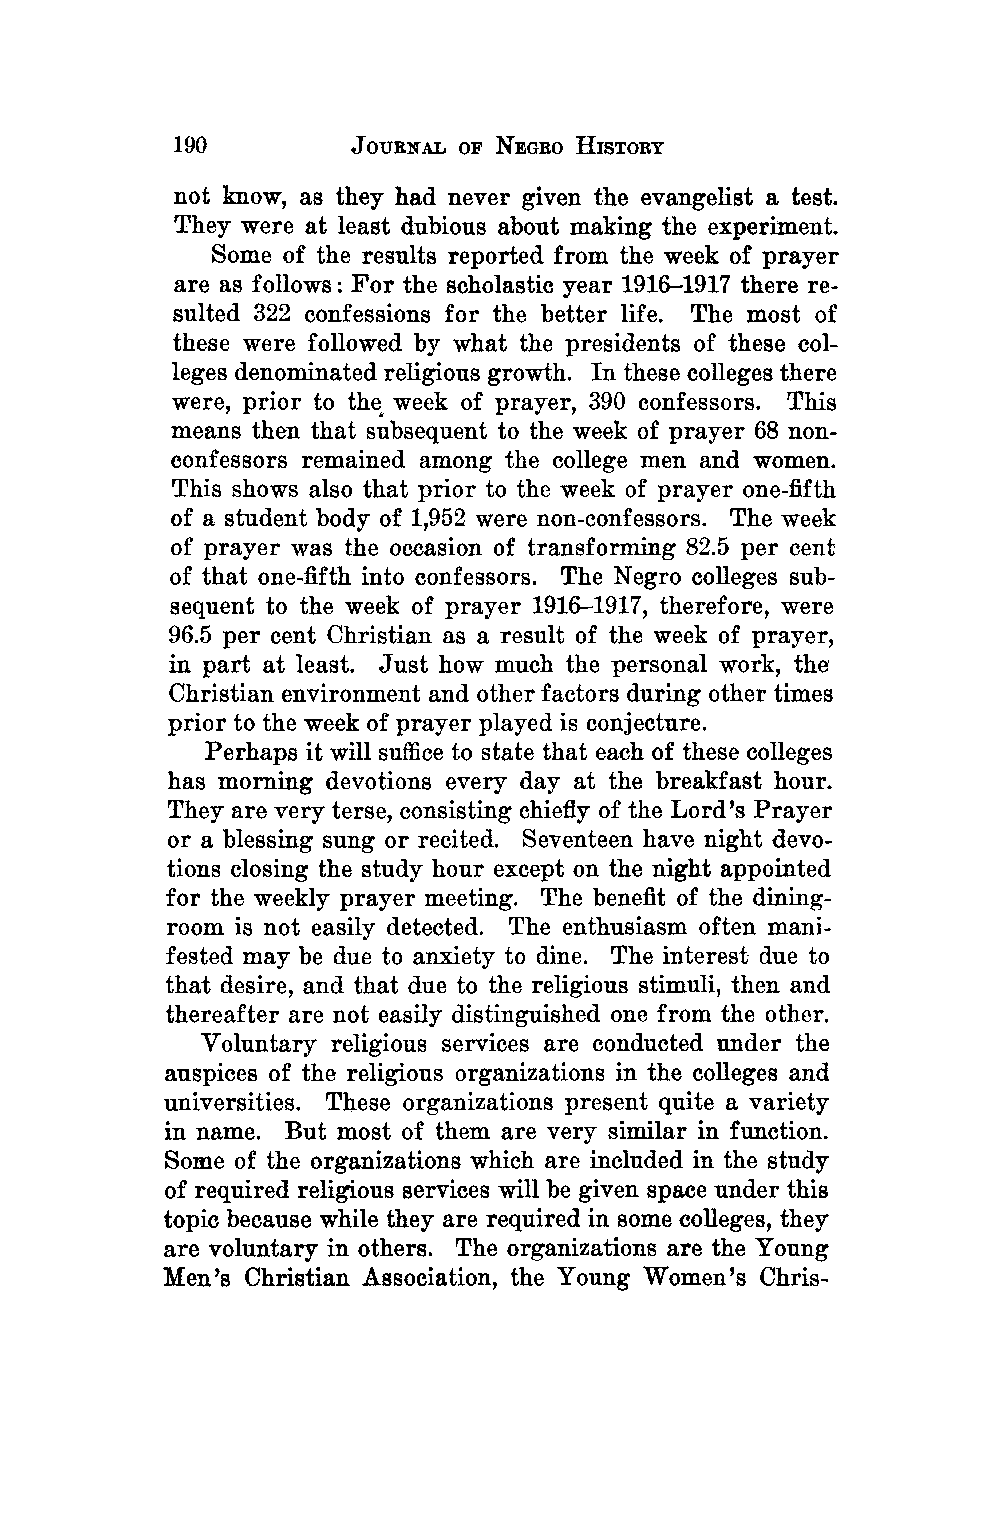 190 JOURNAL OF NEGRO HISTORY
not know, as they had never given the evangelist a test.
They were at least dubious about making the experiment.
Some of the results reported from the week of prayer
are as follows: For the scholastic year 1916–1917 there re-
sulted 322 confessions for the better life. The most of
these were followed by what the presidents of these col-
leges denominated religious growth. In these colleges there
were, prior to the week of prayer, 390 confessors. This
means then that subsequent to the week of prayer 68 non-
confessors remained among the college men and women.
This shows also that prior to the week of prayer one-fifth
of a student body of 1,952 were non-confessors. The week
of prayer was the occasion of transforming 82.5 per cent
of that one-fifth into confessors. The Negro colleges sub-
sequent to the week of prayer 1916–1917, therefore, were
96.5 per cent Christian as a result of the week of prayer,
in part at least. Just how much the personal work, the
Christian environment and other factors during other times
prior to the week of prayer played is conjecture.
Perhaps it will suffice to state that each of these colleges
has morning devotions every day at the breakfast hour.
They are very terse, consisting chiefly of the Lord's Prayer
or a blessing sung or recited. Seventeen have night devo-
tions closing the study hour except on the night appointed
for the weekly prayer meeting. The benefit of the dining-
room is not easily detected. The enthusiasm often mani-
fested may be due to anxiety to dine. The interest due to
that desire, and that due to the religious stimuli, then and
thereafter are not easily distinguished one from the other.
Voluntary religious services are conducted under the
auspices of the religious organizations in the colleges and
universities. These organizations present quite a variety
in name. But most of them are very similar in function.
Some of the organizations which are included in the study
of required religious services will be given space under this
topic because while they are required in some colleges, they
are voluntary in others. The organizations are the Young
Men's Christian Association, the Young Women's Chris-